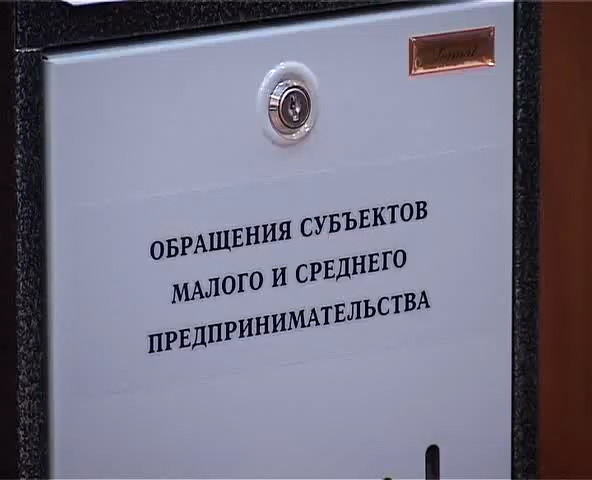 ОБРАЩЕНИЯ СУБЪЕКТОВ
МАЛОГО И СРЕДНЕГО
ПРЕДПРИНИМАТЕЛЬСТВА